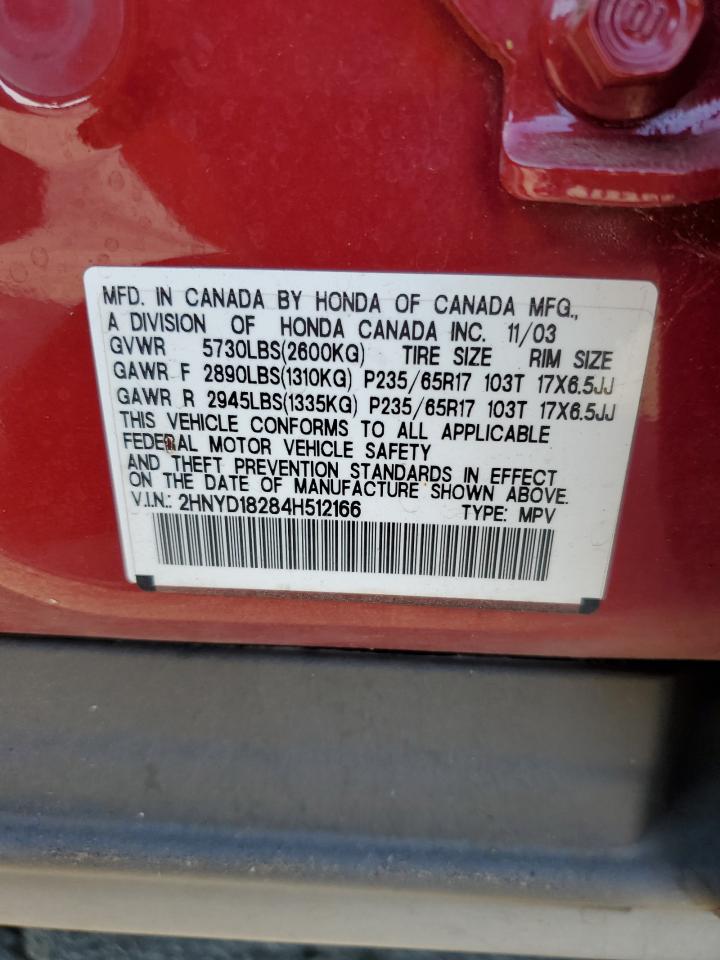 MFD. IN CANADA BY HONDA OF CANADA MFG.,
A DIVISION OF HONDA CANADA INC. 11/03
GVWR 5730LBS(2600KG) TIRE SIZE RIM SIZE
GAWR F 2890LBS(1310KG) P235/65R17 103T 17X6.5JJ
GAWR R 2945LBS(1335KG) P235/65R17 103T 17X6.5JJ
THIS VEHICLE CONFORMS TO ALL APPLICABLE
FEDERAL MOTOR VEHICLE SAFETY
AND THEFT PREVENTION STANDARDS IN EFFECT
ON THE DATE OF MANUFACTURE SHOWN ABOVE.
V.I.N.: 2HNYD18284H512166 TYPE: MPV